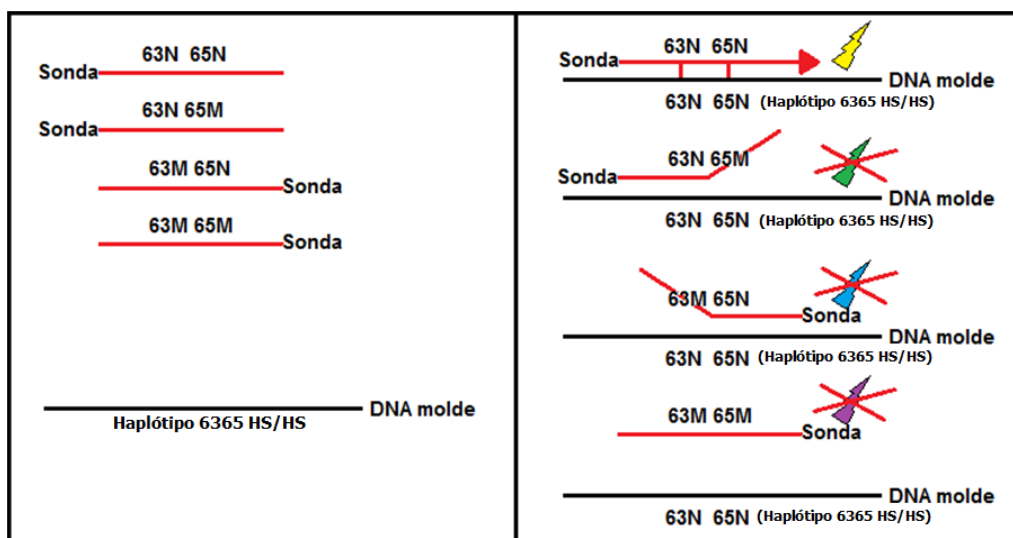 63N 65N
Sonda
63N 65M
Sonda
63M 65N
Sonda
63M 65M
Sonda
DNA molde
Haplótipo 6365 HS/HS
63N 65N
Sonda
DNA molde
63N 65N (Haplótipo 6365 HS/HS)
63N 65M
Sonda
DNA molde
63N 65N (Haplótipo 6365 HS/HS)
63M 65N
Sonda
DNA molde
63N 65N (Haplótipo 6365 HS/HS)
63M 65M
Sonda
DNA molde
63N 65N (Haplótipo 6365 HS/HS)